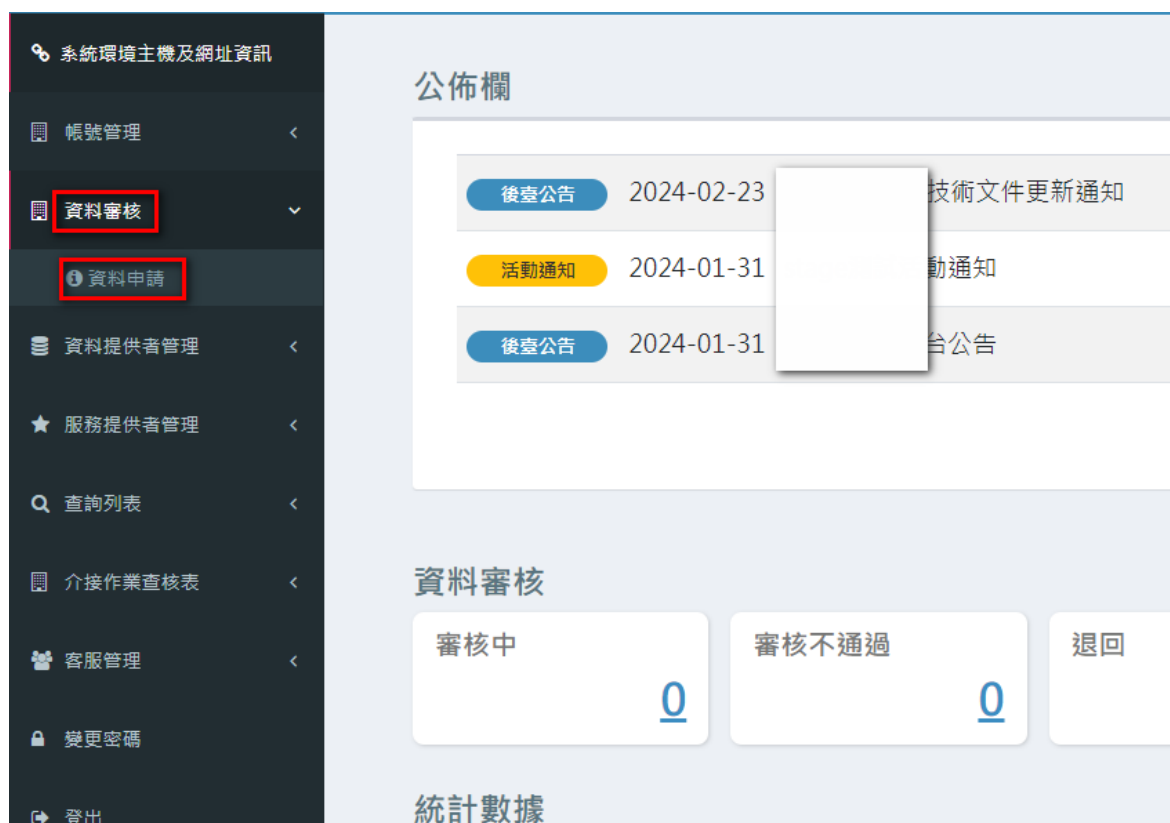 系統環境主機及網址資訊
帳號管理
資料審核
資料申請
資料提供者管理
服務提供者管理
查詢列表
介接作業查核表
客服管理
變更密碼
登出
公佈欄
後臺公告 2024-02-23 技術文件更新通知
活動通知 2024-01-31 動通知
後臺公告 2024-01-31 台公告
資料審核
審核中 審核不通過 退回
0 0
統計數據